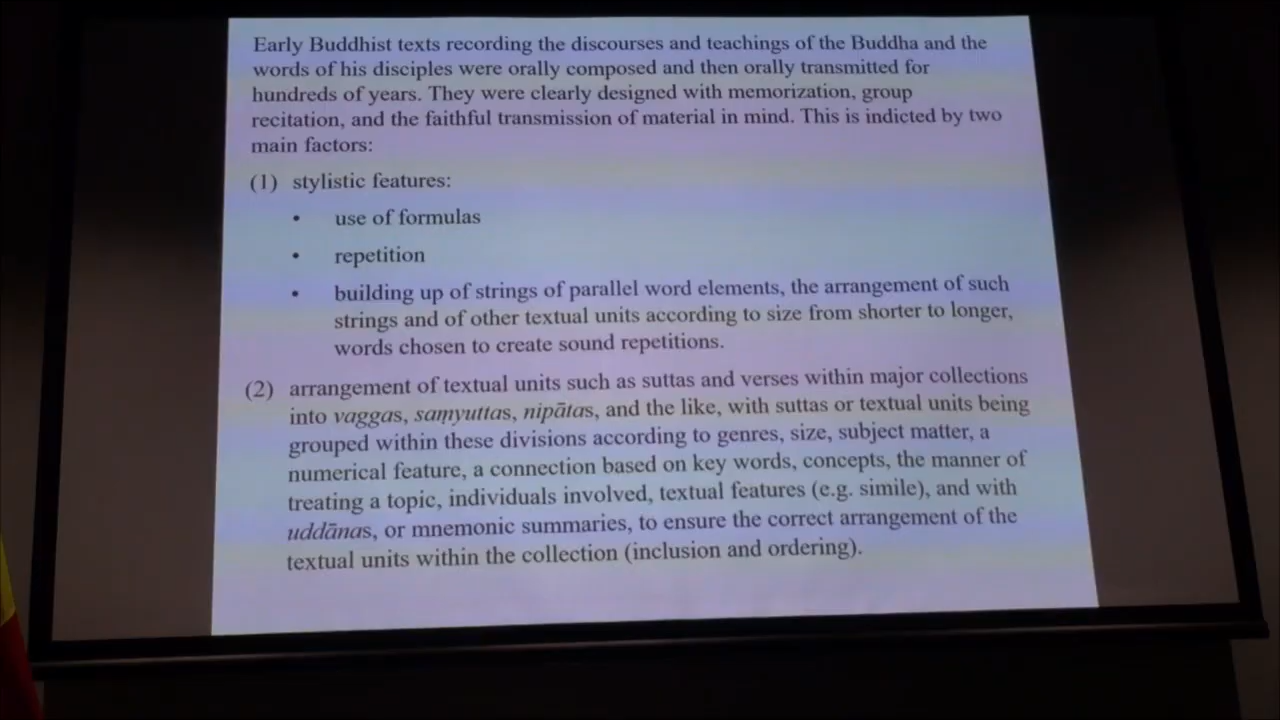 Early Buddhist texts recording the discourses and teachings of the Buddha and the
words of his disciples were orally composed and then orally transmitted for
hundreds of years. They were clearly designed with memorization, group
recitation, and the faithful transmission of material in mind. This is indicted by two
main factors:
(1) stylistic features:
• use of formulas
• repetition
• building up of strings of parallel word elements, the arrangement of such
strings and of other textual units according to size from shorter to longer,
words chosen to create sound repetitions.
(2) arrangement of textual units such as suttas and verses within major collections
into vaggas, saṃyuttas, nipātas, and the like, with suttas or textual units being
grouped within these divisions according to genres, size, subject matter, a
numerical feature, a connection based on key words, concepts, the manner of
treating a topic, individuals involved, textual features (e.g. simile), and with
uddānas, or mnemonic summaries, to ensure the correct arrangement of the
textual units within the collection (inclusion and ordering).